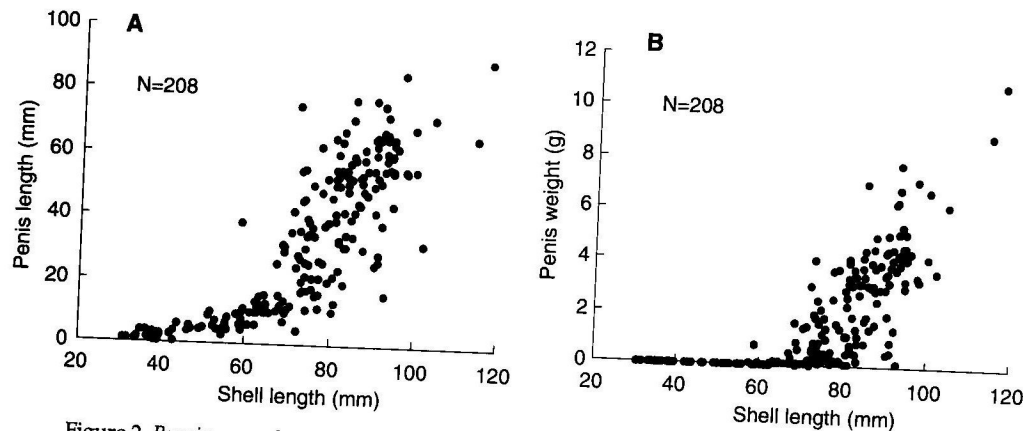 A
N=208
100
80
60
40
20
0
Penis length (mm)
20 40 60 80 100 120
Shell length (mm)
B
N=208
12
10
8
6
4
2
0
Penis weight (g)
20 40 60 80 100 120
Shell length (mm)
Figure 2.